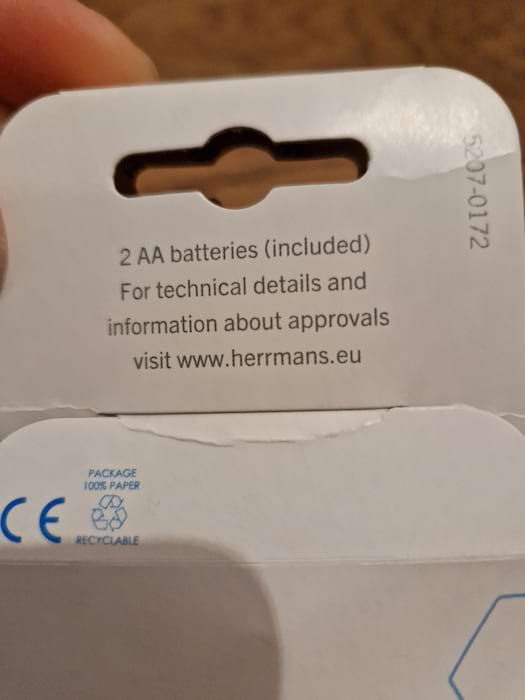 2 AA batteries (included)
For technical details and
information about approvals
visit www.herrmans.eu
5207-0172
PACKAGE
100% PAPER
RECYCLABLE
CE